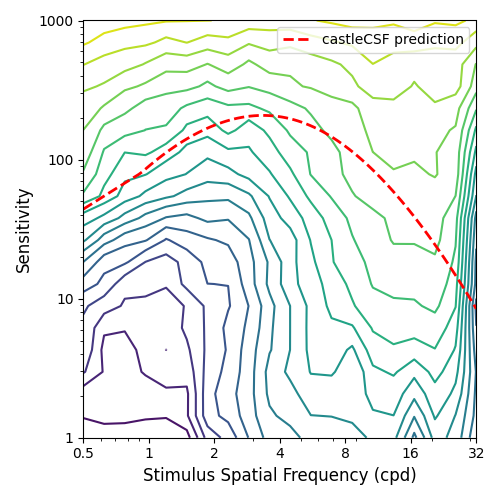 castleCSF prediction
1000
100
10
1
Sensitivity
0.5 1 2 4 8 16 32
Stimulus Spatial Frequency (cpd)